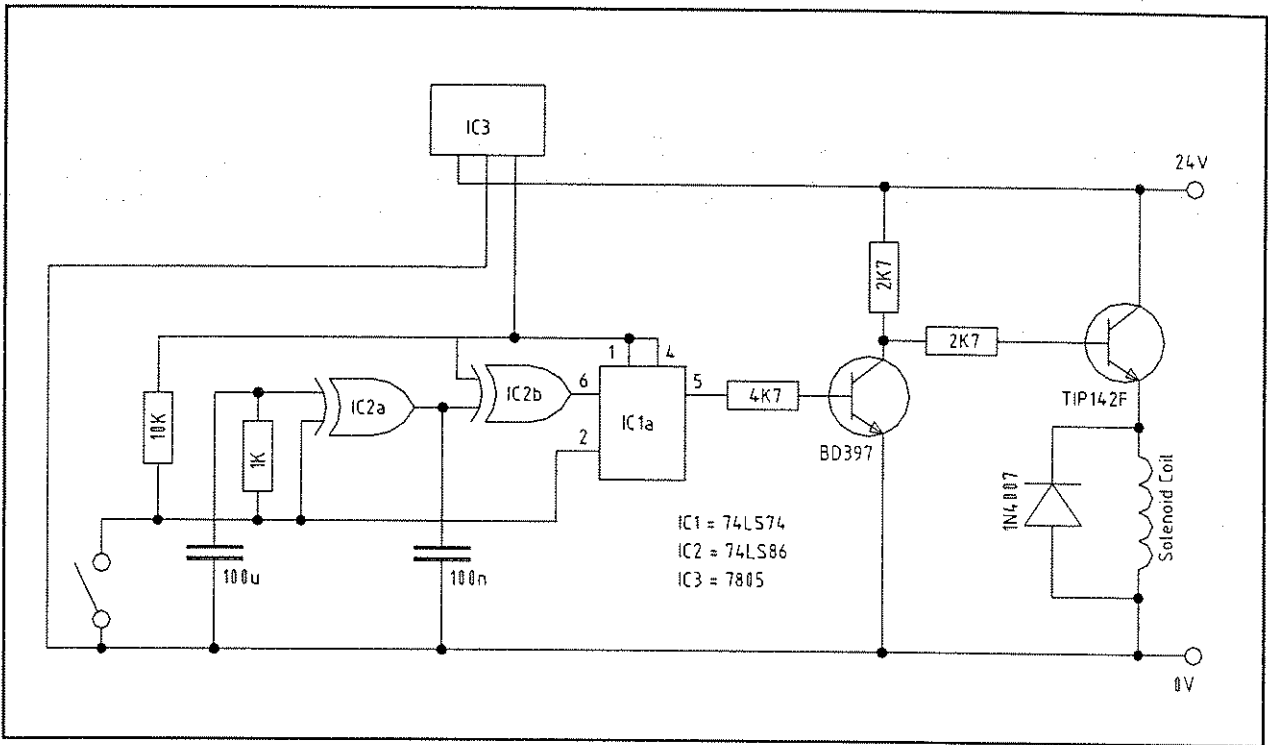 IC3
24V
2K7
2K7
TIP142F
1
4
10K
1K
IC2a
IC2b
6
IC1a
5
4K7
2
BD397
1N4007
Solenoid Coil
100u
100n
IC1 = 74LS74
IC2 = 74LS86
IC3 = 7805
0V